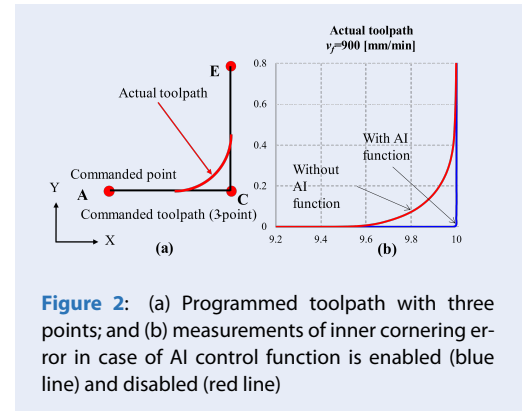 Actual toolpath
vf=900 [mm/min]
E
Actual toolpath
Commanded point
A
C
Commanded toolpath (3-point)
Y
X
(a)
0.8
0.6
0.4
0.2
0
With AI
function
Without
AI
function
9.2
9.4
9.6
9.8
10
(b)
Figure 2: (a) Programmed toolpath with three
points; and (b) measurements of inner cornering er-
ror in case of AI control function is enabled (blue
line) and disabled (red line)